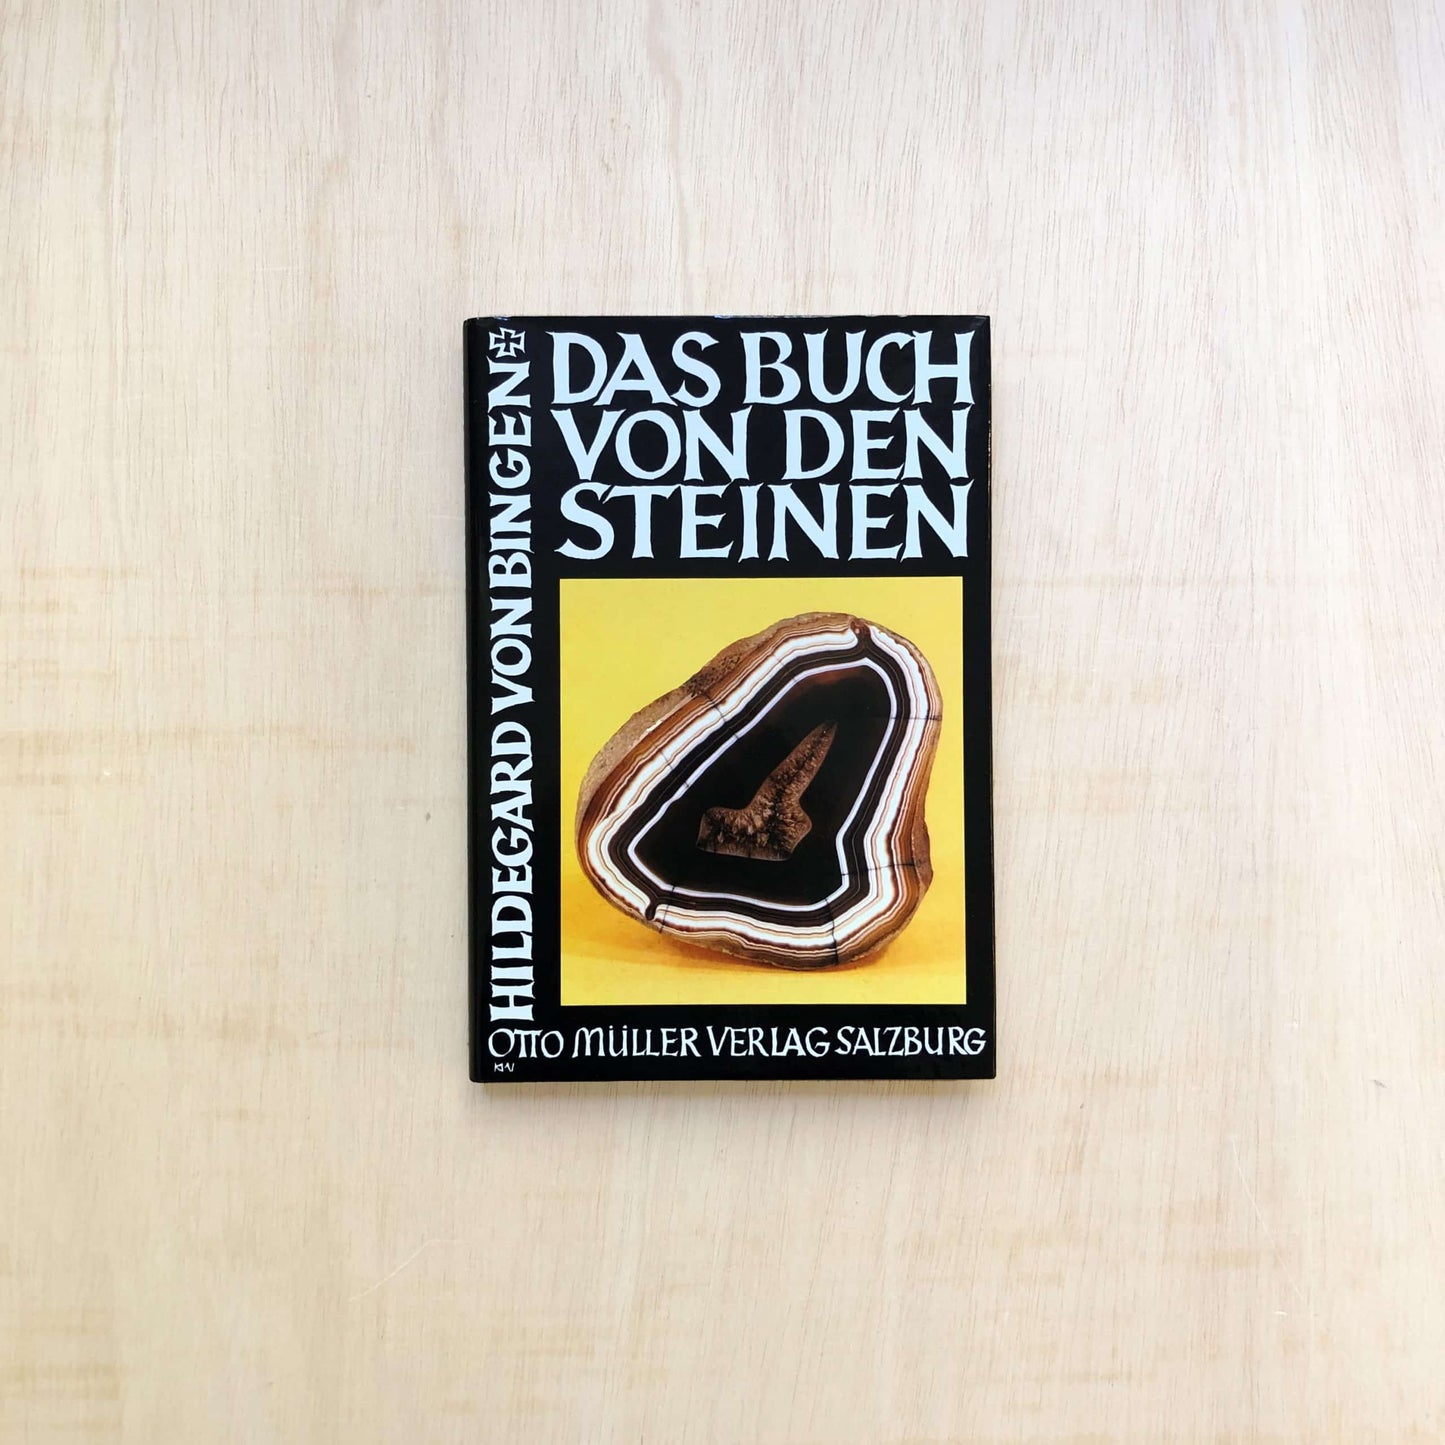 DAS BUCH
VON DEN
STEINEN
HILDEGARD VON BINGEN
OTTO MÜLLER VERLAG SALZBURG